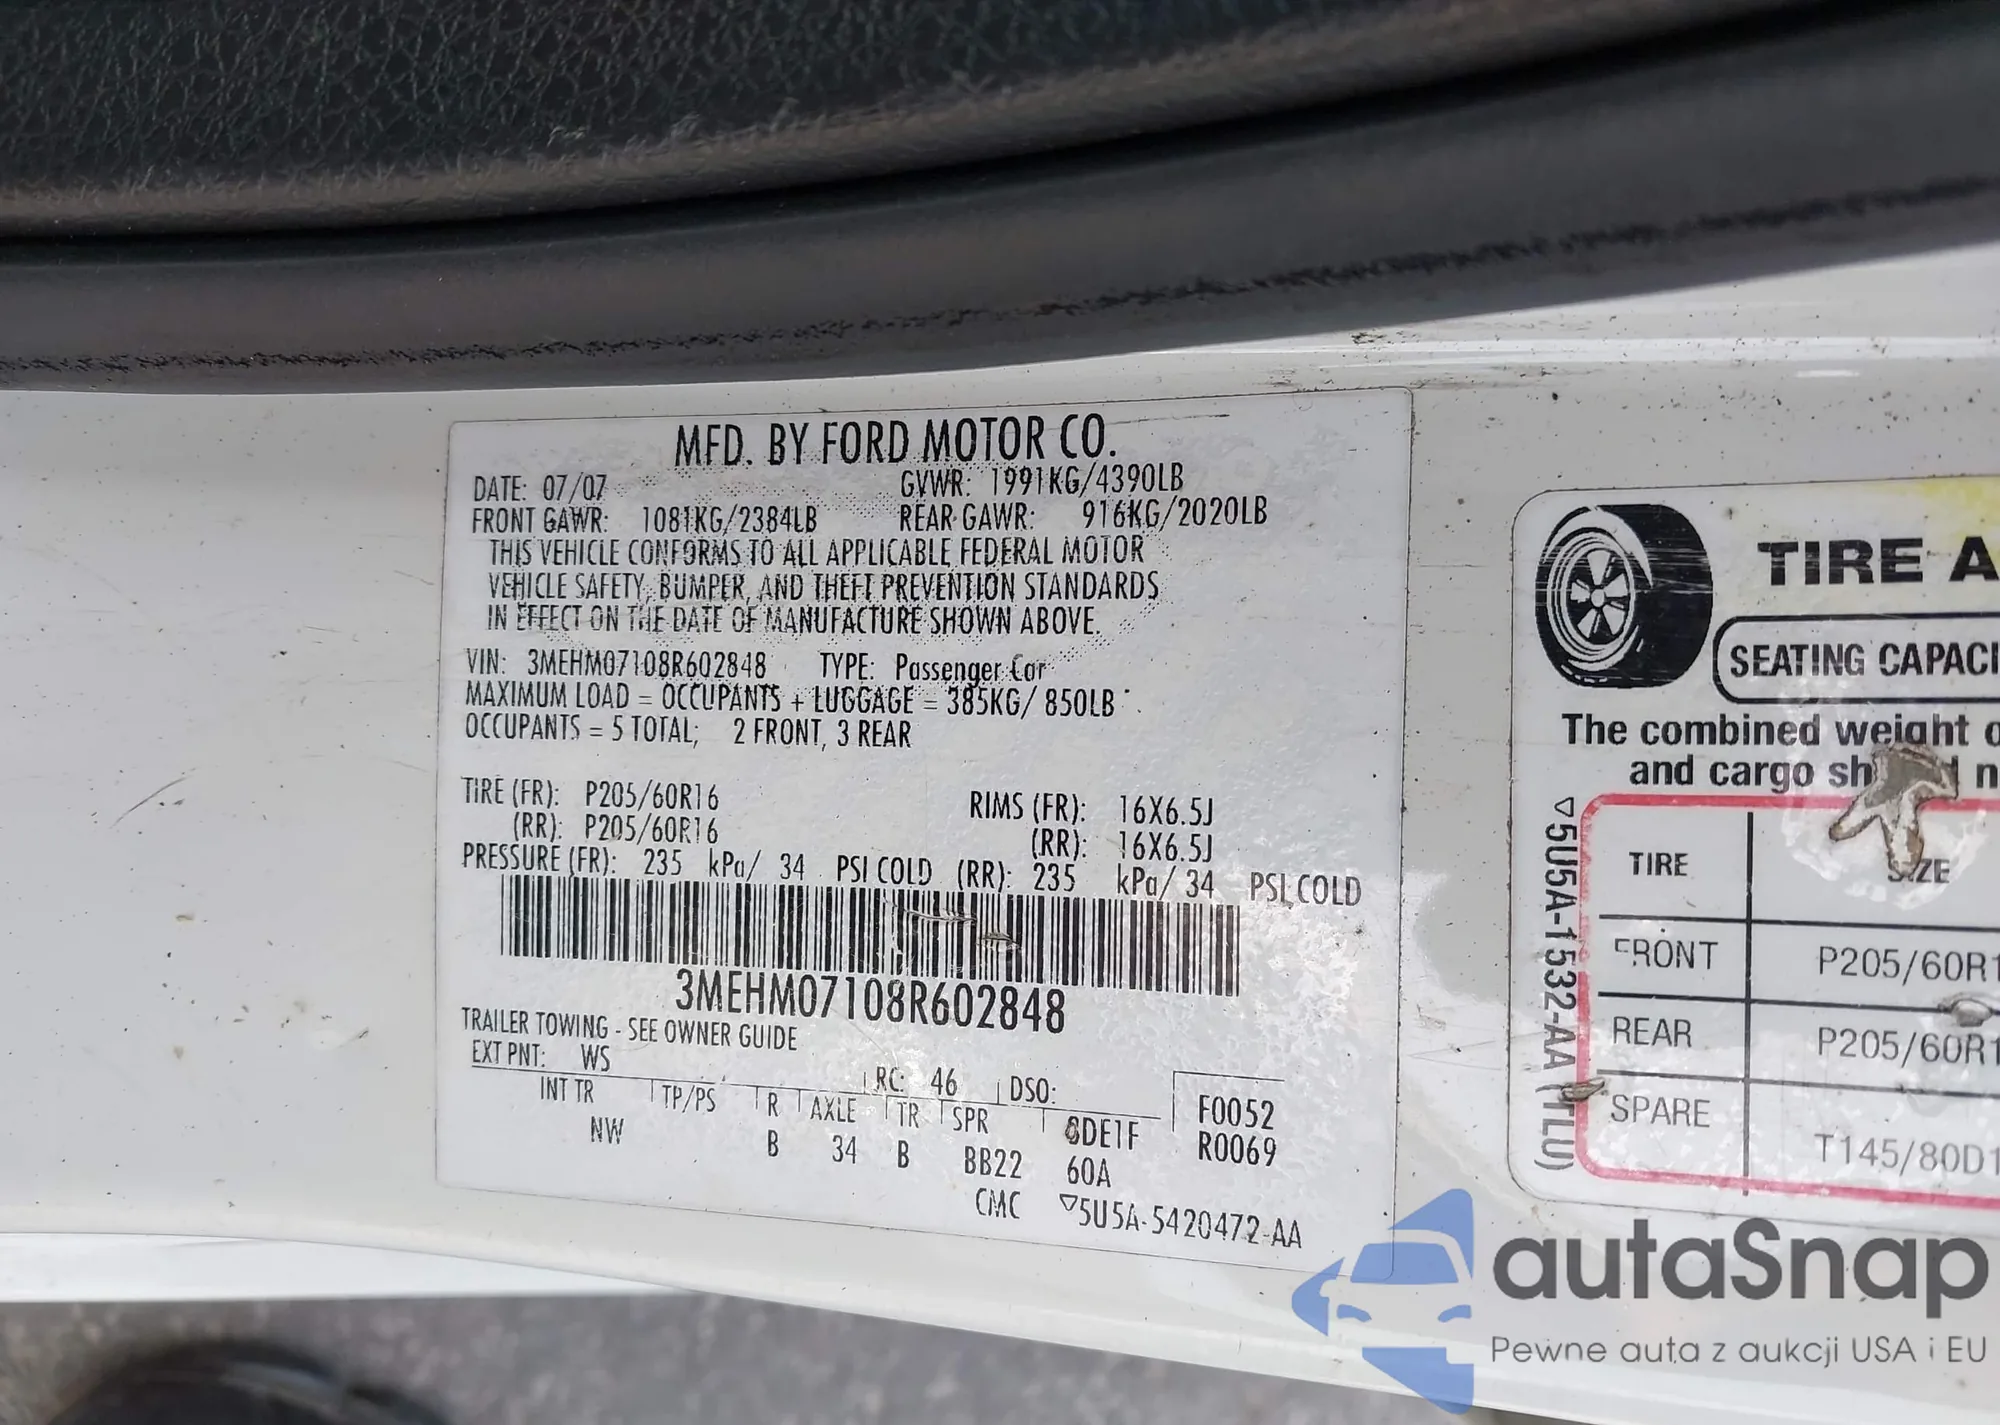 MFD. BY FORD MOTOR CO.
DATE: 07/07 GVWR: 1991KG/4390LB
FRONT GAWR: 1081KG/2384LB REAR GAWR: 916KG/2020LB
THIS VEHICLE CONFORMS TO ALL APPLICABLE FEDERAL MOTOR
VEHICLE SAFETY, BUMPER, AND THEFT PREVENTION STANDARDS
IN EFFECT ON THE DATE OF MANUFACTURE SHOWN ABOVE.
VIN: 3MEHM07108R602848 TYPE: Passenger Car
MAXIMUM LOAD = OCCUPANTS + LUGGAGE = 385KG/ 850LB
OCCUPANTS = 5 TOTAL; 2 FRONT, 3 REAR
TIRE (FR): P205/60R16 RIMS (FR): 16X6.5J
(RR): P205/60R16 (RR): 16X6.5J
PRESSURE (FR): 235 kPa/ 34 PSI COLD (RR): 235 kPa/ 34 PSI COLD
3MEHM07108R602848
TRAILER TOWING - SEE OWNER GUIDE
EXT PNT: WS RC: 46 DSO:
INT TR TP/PS R AXLE TR SPR 8DE1F F0052
NW B 34 B BB22 60A R0069
CMC ▽5U5A-5420472-AA
TIRE A
SEATING CAPACI
The combined weight o
and cargo sh d n
TIRE SIZE
FRONT P205/60R1
REAR P205/60R1
SPARE T145/80D1
▽5U5A-1532-AA (TLU)
autaSnap
Pewne auta z aukcji USA i EU